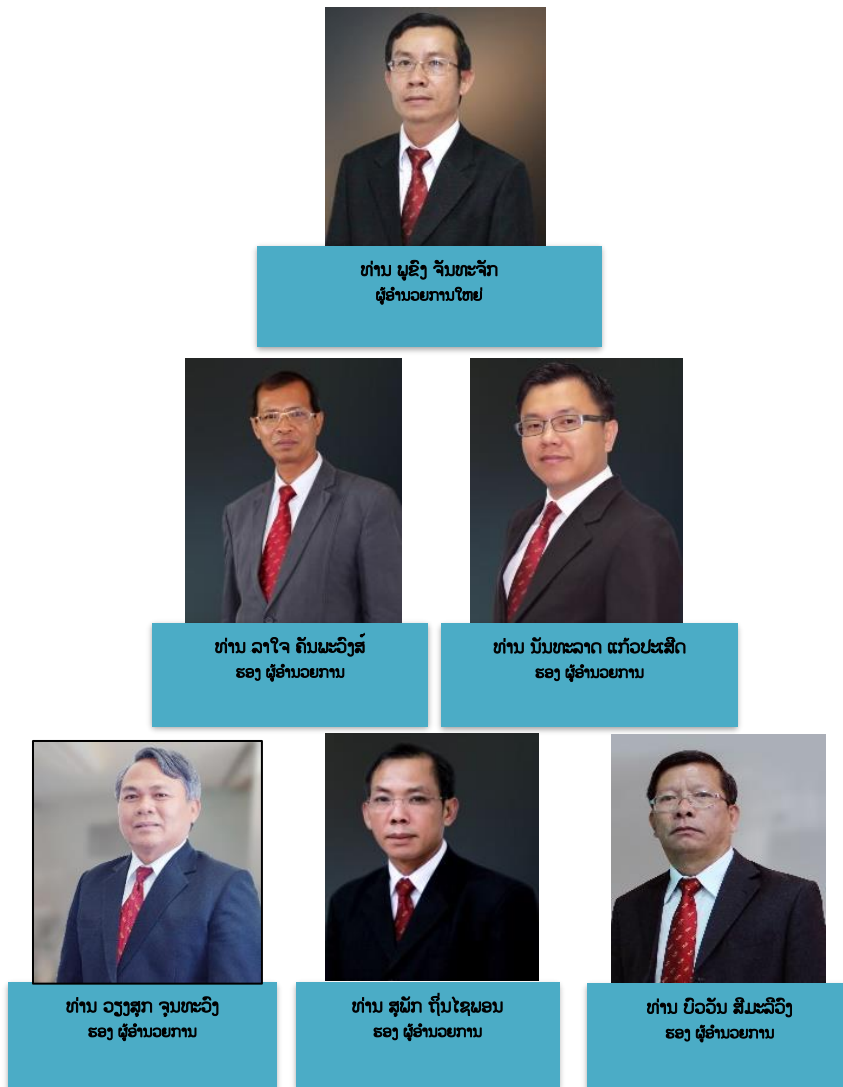 ທ່ານ ພູຂົງ ຈັນທະຈັກ
ຜູ້ອຳນວຍການໃຫຍ່
ທ່ານ ລາໃຈ ຄັນພະວົງສ໌
ຮອງ ຜູ້ອຳນວຍການ
ທ່ານ ນັນທະລາດ ແກ້ວປະເສີດ
ຮອງ ຜູ້ອຳນວຍການ
ທ່ານ ວຽງສຸກ ຈຸນທະວົງ
ຮອງ ຜູ້ອຳນວຍການ
ທ່ານ ສຸພັກ ຖິ່ນໄຊພອນ
ຮອງ ຜູ້ອຳນວຍການ
ທ່ານ ບົວວັນ ສິມະລີວົງ
ຮອງ ຜູ້ອຳນວຍການ